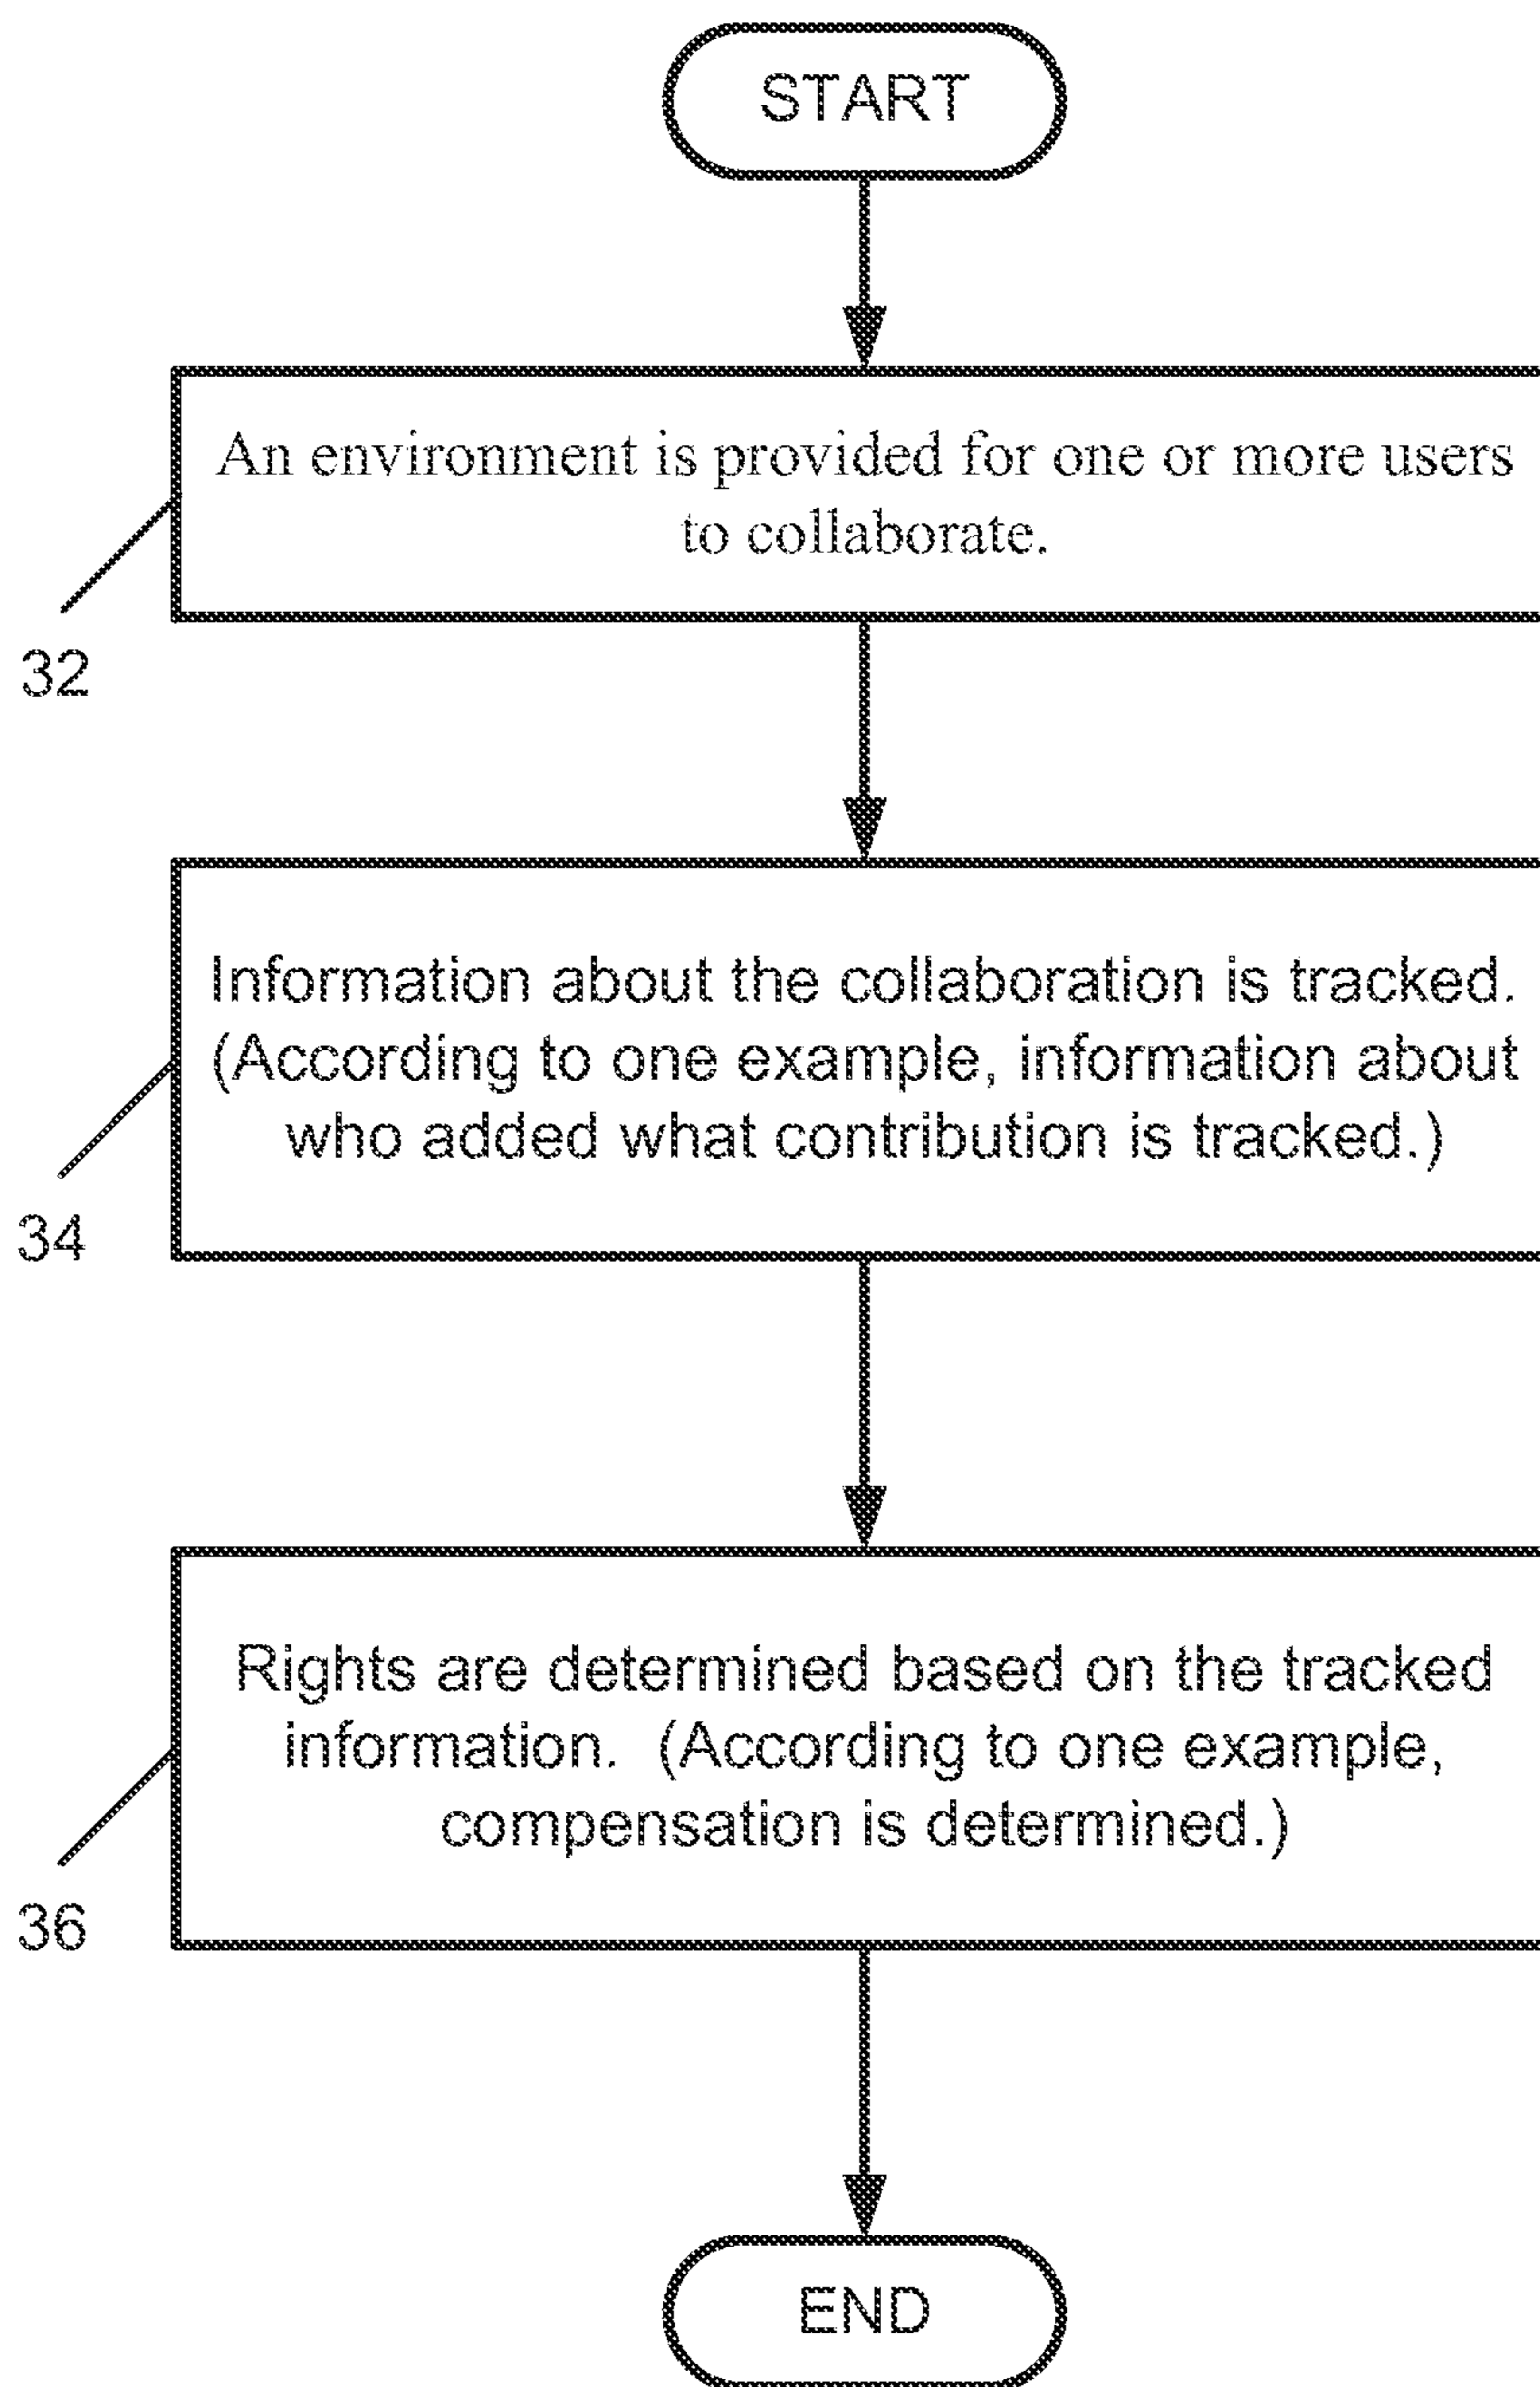 START
An environment is provided for one or more users
to collaborate.
32
Information about the collaboration is tracked.
(According to one example, information about
who added what contribution is tracked.)
34
Rights are determined based on the tracked
information.  (According to one example,
compensation is determined.)
36
END